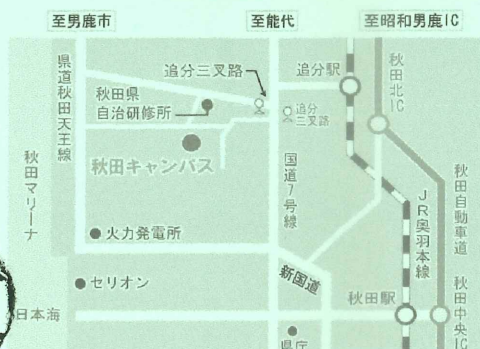 至男鹿市
至能代
至昭和男鹿IC
県道秋田天王線
追分三叉路
追分駅
秋田北IC
秋田県
自治研修所
追分
三叉路
秋田キャンパス
秋田マリーナ
国道7号線
秋田自動車道
JR奥羽本線
火力発電所
新国道
セリオン
秋田駅
秋田中央IC
日本海
県庁